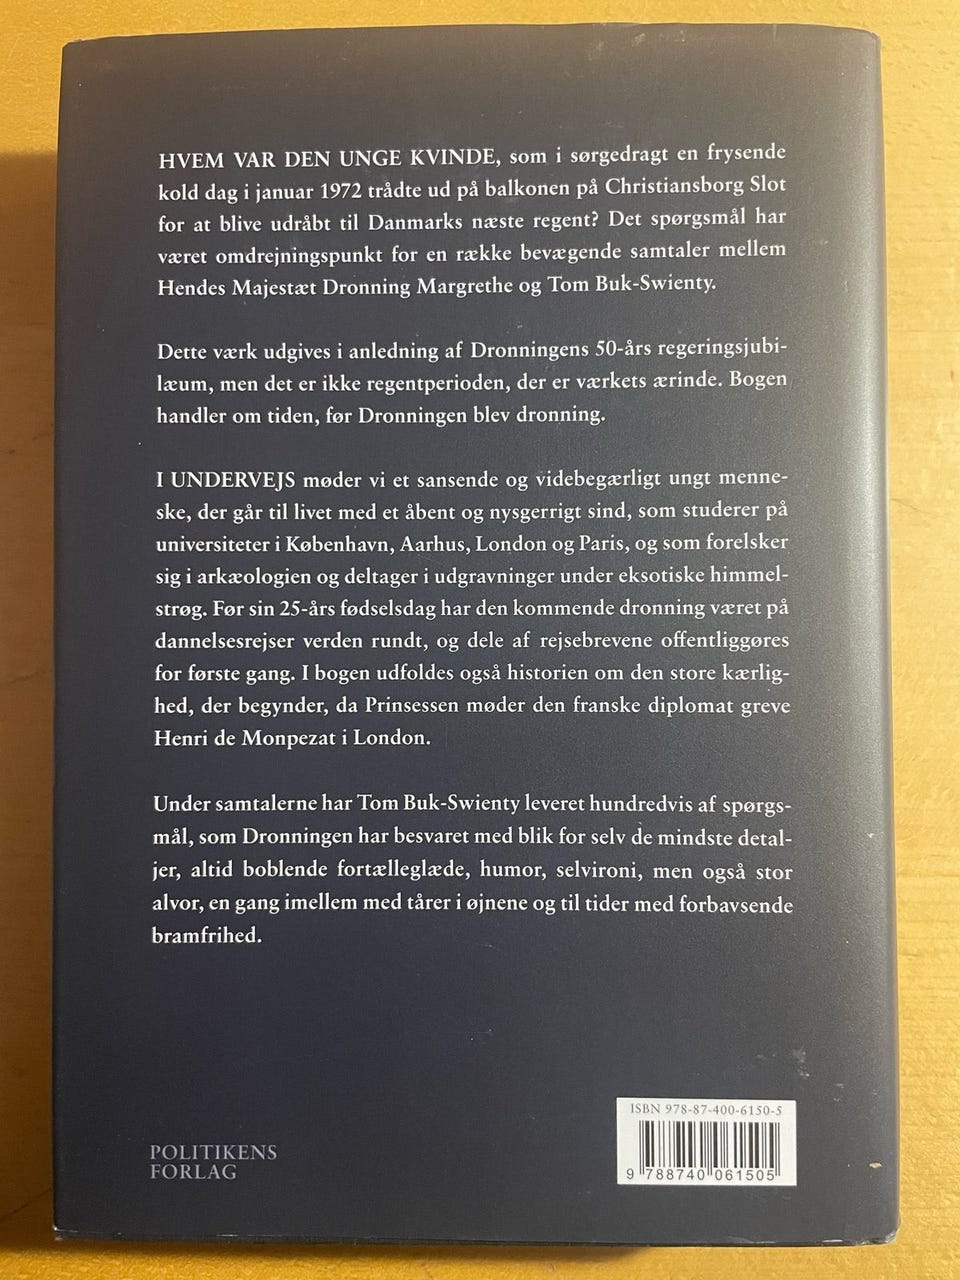 HVEM VAR DEN UNGE KVINDE, som i sørgedragt en frysende
kold dag i januar 1972 trådte ud på balkonen på Christiansborg Slot
for at blive udråbt til Danmarks næste regent? Det spørgsmål har
været omdrejningspunkt for en række bevægende samtaler mellem
Hendes Majestæt Dronning Margrethe og Tom Buk-Swienty.
Dette værk udgives i anledning af Dronningens 50-års regeringsjubi-
læum, men det er ikke regentperioden, der er værkets ærinde. Bogen
handler om tiden, før Dronningen blev dronning.
I UNDERVEJS møder vi et sansende og videbegærligt ungt menne-
ske, der går til livet med et åbent og nysgerrigt sind, som studerer på
universiteter i København, Aarhus, London og Paris, og som forelsker
sig i arkæologien og deltager i udgravninger under eksotiske himmel-
strøg. Før sin 25-års fødselsdag har den kommende dronning været på
dannelsesrejser verden rundt, og dele af rejsebrevene offentliggøres
for første gang. I bogen udfoldes også historien om den store kærlig-
hed, der begynder, da Prinsessen møder den franske diplomat greve
Henri de Monpezat i London.
Under samtalerne har Tom Buk-Swienty leveret hundredvis af spørgs-
mål, som Dronningen har besvaret med blik for selv de mindste detal-
jer, altid boblende fortælleglæde, humor, selvironi, men også stor
alvor, en gang imellem med tårer i øjnene og til tider med forbavsende
bramfrihed.
ISBN 978-87-400-6150-5
9 788740 061505
POLITIKENS
FORLAG